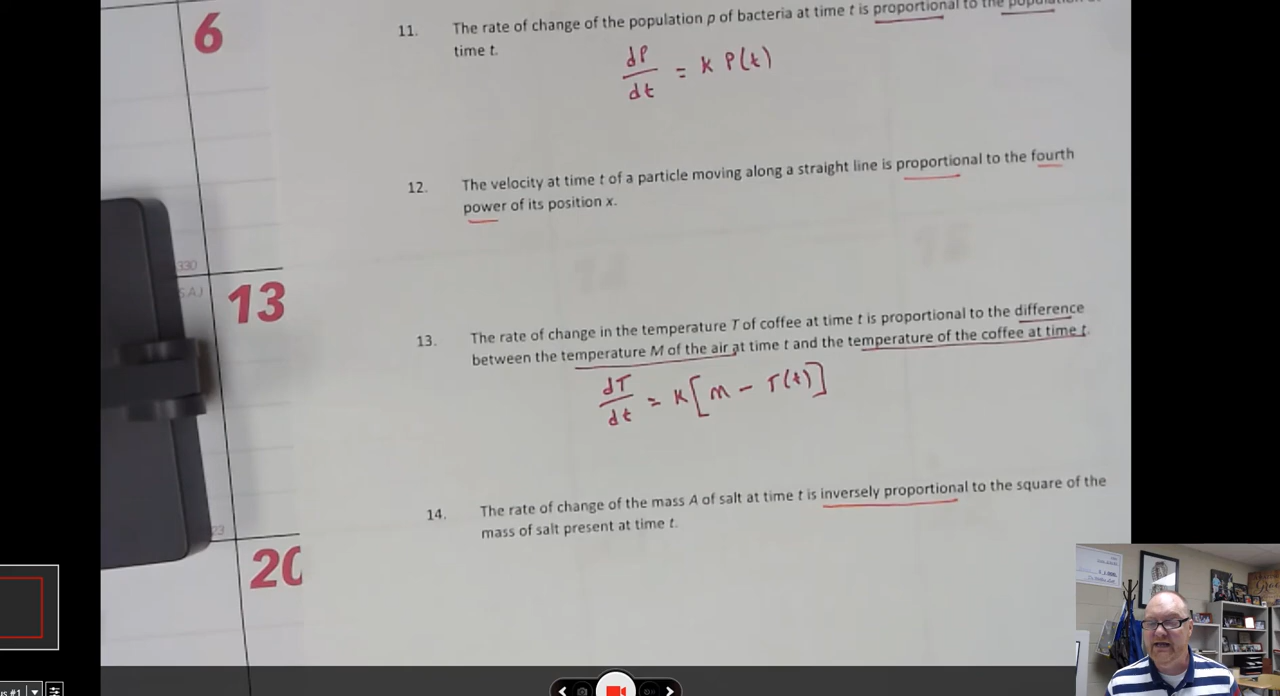 6
11. The rate of change of the population p of bacteria at time t is proportional to the
time t.
dP/dt = K P(t)
12. The velocity at time t of a particle moving along a straight line is proportional to the fourth
power of its position x.
330
13
13. The rate of change in the temperature T of coffee at time t is proportional to the difference
between the temperature M of the air at time t and the temperature of the coffee at time t.
dT/dt = K[M - T(t)]
14. The rate of change of the mass A of salt at time t is inversely proportional to the square of the
mass of salt present at time t.
23
20
#1